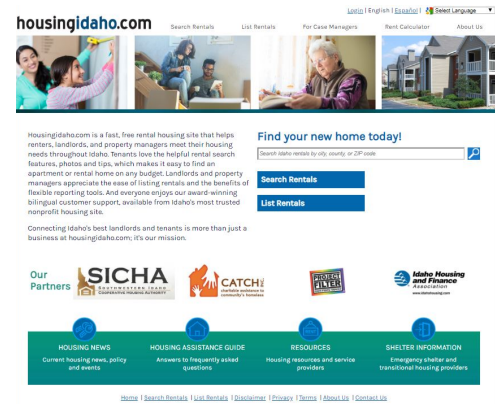 Login | English | Español | Select Language
housingidaho.com
Search Rentals List Rentals For Case Managers Rent Calculator About Us
Housingidaho.com is a fast, free rental housing site that helps
renters, landlords, and property managers meet their housing
needs throughout Idaho. Tenants love the helpful rental search
features, photos and tips, which makes it easy to find an
apartment or rental home on any budget. Landlords and property
managers appreciate the ease of listing rentals and the benefits of
flexible reporting tools. And everyone enjoys our award-winning
bilingual customer support, available from Idaho's most trusted
nonprofit housing site.
Connecting Idaho's best landlords and tenants is more than just a
business at housingidaho.com; it's our mission.
Find your new home today!
Search Idaho rentals by city, county, or ZIP code
Search Rentals
List Rentals
Our
Partners
SICHA
SOUTHWESTERN IDAHO
COOPERATIVE HOUSING AUTHORITY
CATCH INC.
charitable assistance to
community's homeless
PROJECT
FILTER
Idaho Housing
and Finance
Association
www.idahohousing.com
HOUSING NEWS
Current housing news, policy
and events
HOUSING ASSISTANCE GUIDE
Answers to frequently asked
questions
RESOURCES
Housing resources and service
providers
SHELTER INFORMATION
Emergency shelter and
transitional housing providers
Home | Search Rentals | List Rentals | Disclaimer | Privacy | Terms | About Us | Contact Us